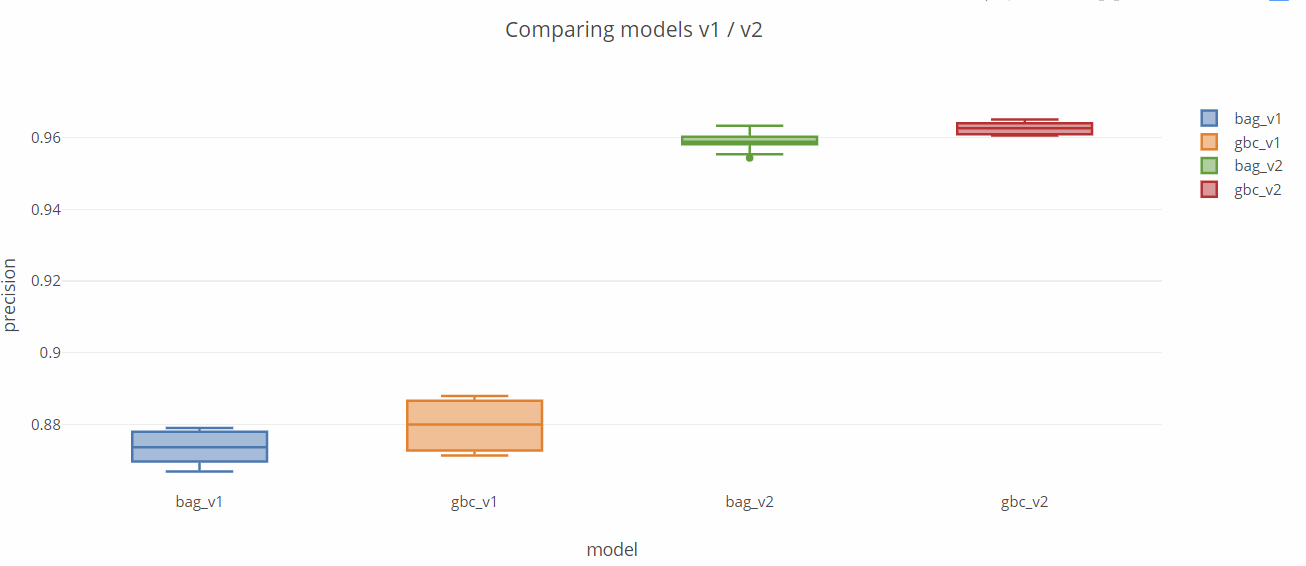 Comparing models v1 / v2
0.96
0.94
0.92
0.9
0.88
precision
bag_v1
gbc_v1
bag_v2
gbc_v2
model
bag_v1
gbc_v1
bag_v2
gbc_v2